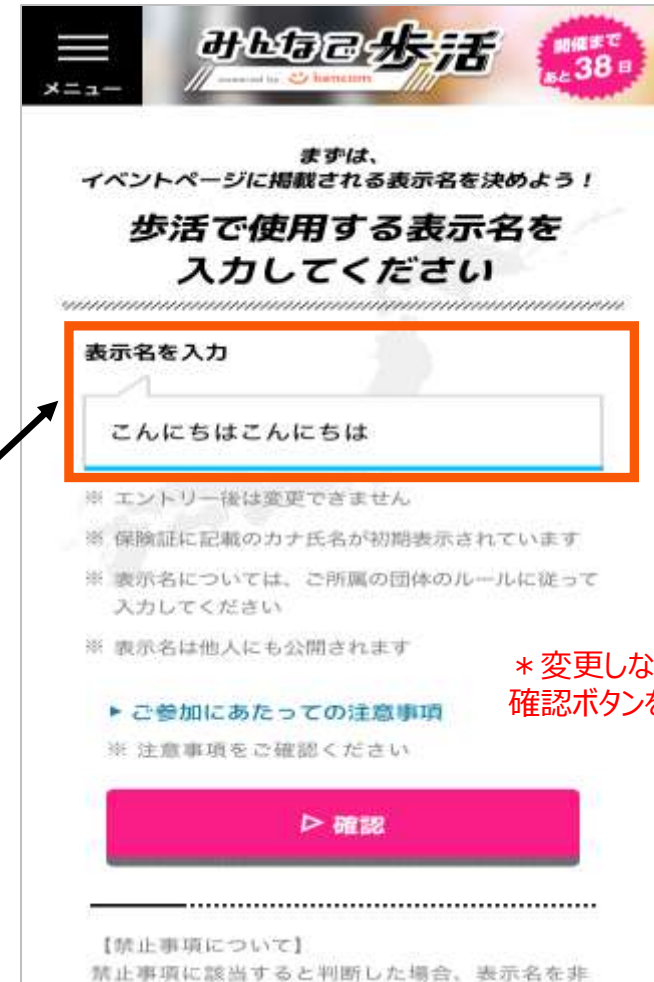 メニュー
みんなで歩活
powered by kencom
開催まで
あと38日
まずは、
イベントページに掲載される表示名を決めよう！
歩活で使用する表示名を
入力してください
表示名を入力
こんにちはこんにちは
※ エントリー後は変更できません
※ 保険証に記載のカナ氏名が初期表示されています
※ 表示名については、ご所属の団体のルールに従って
入力してください
※ 表示名は他人にも公開されます
＊変更しな
確認ボタンを
▶ ご参加にあたっての注意事項
※ 注意事項をご確認ください
▷ 確認
【禁止事項について】
禁止事項に該当すると判断した場合、表示名を非